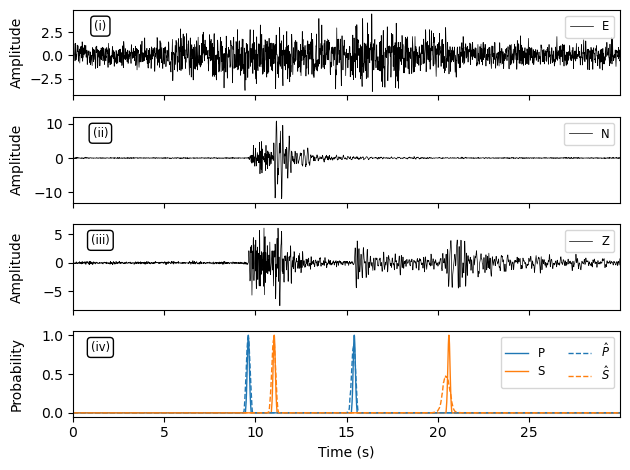 (i)
E
Amplitude
2.5
0.0
−2.5
(ii)
N
Amplitude
10
0
−10
(iii)
Z
Amplitude
5
0
−5
(iv)
P
S
P̂
Ŝ
Probability
1.0
0.5
0.0
0 5 10 15 20 25
Time (s)